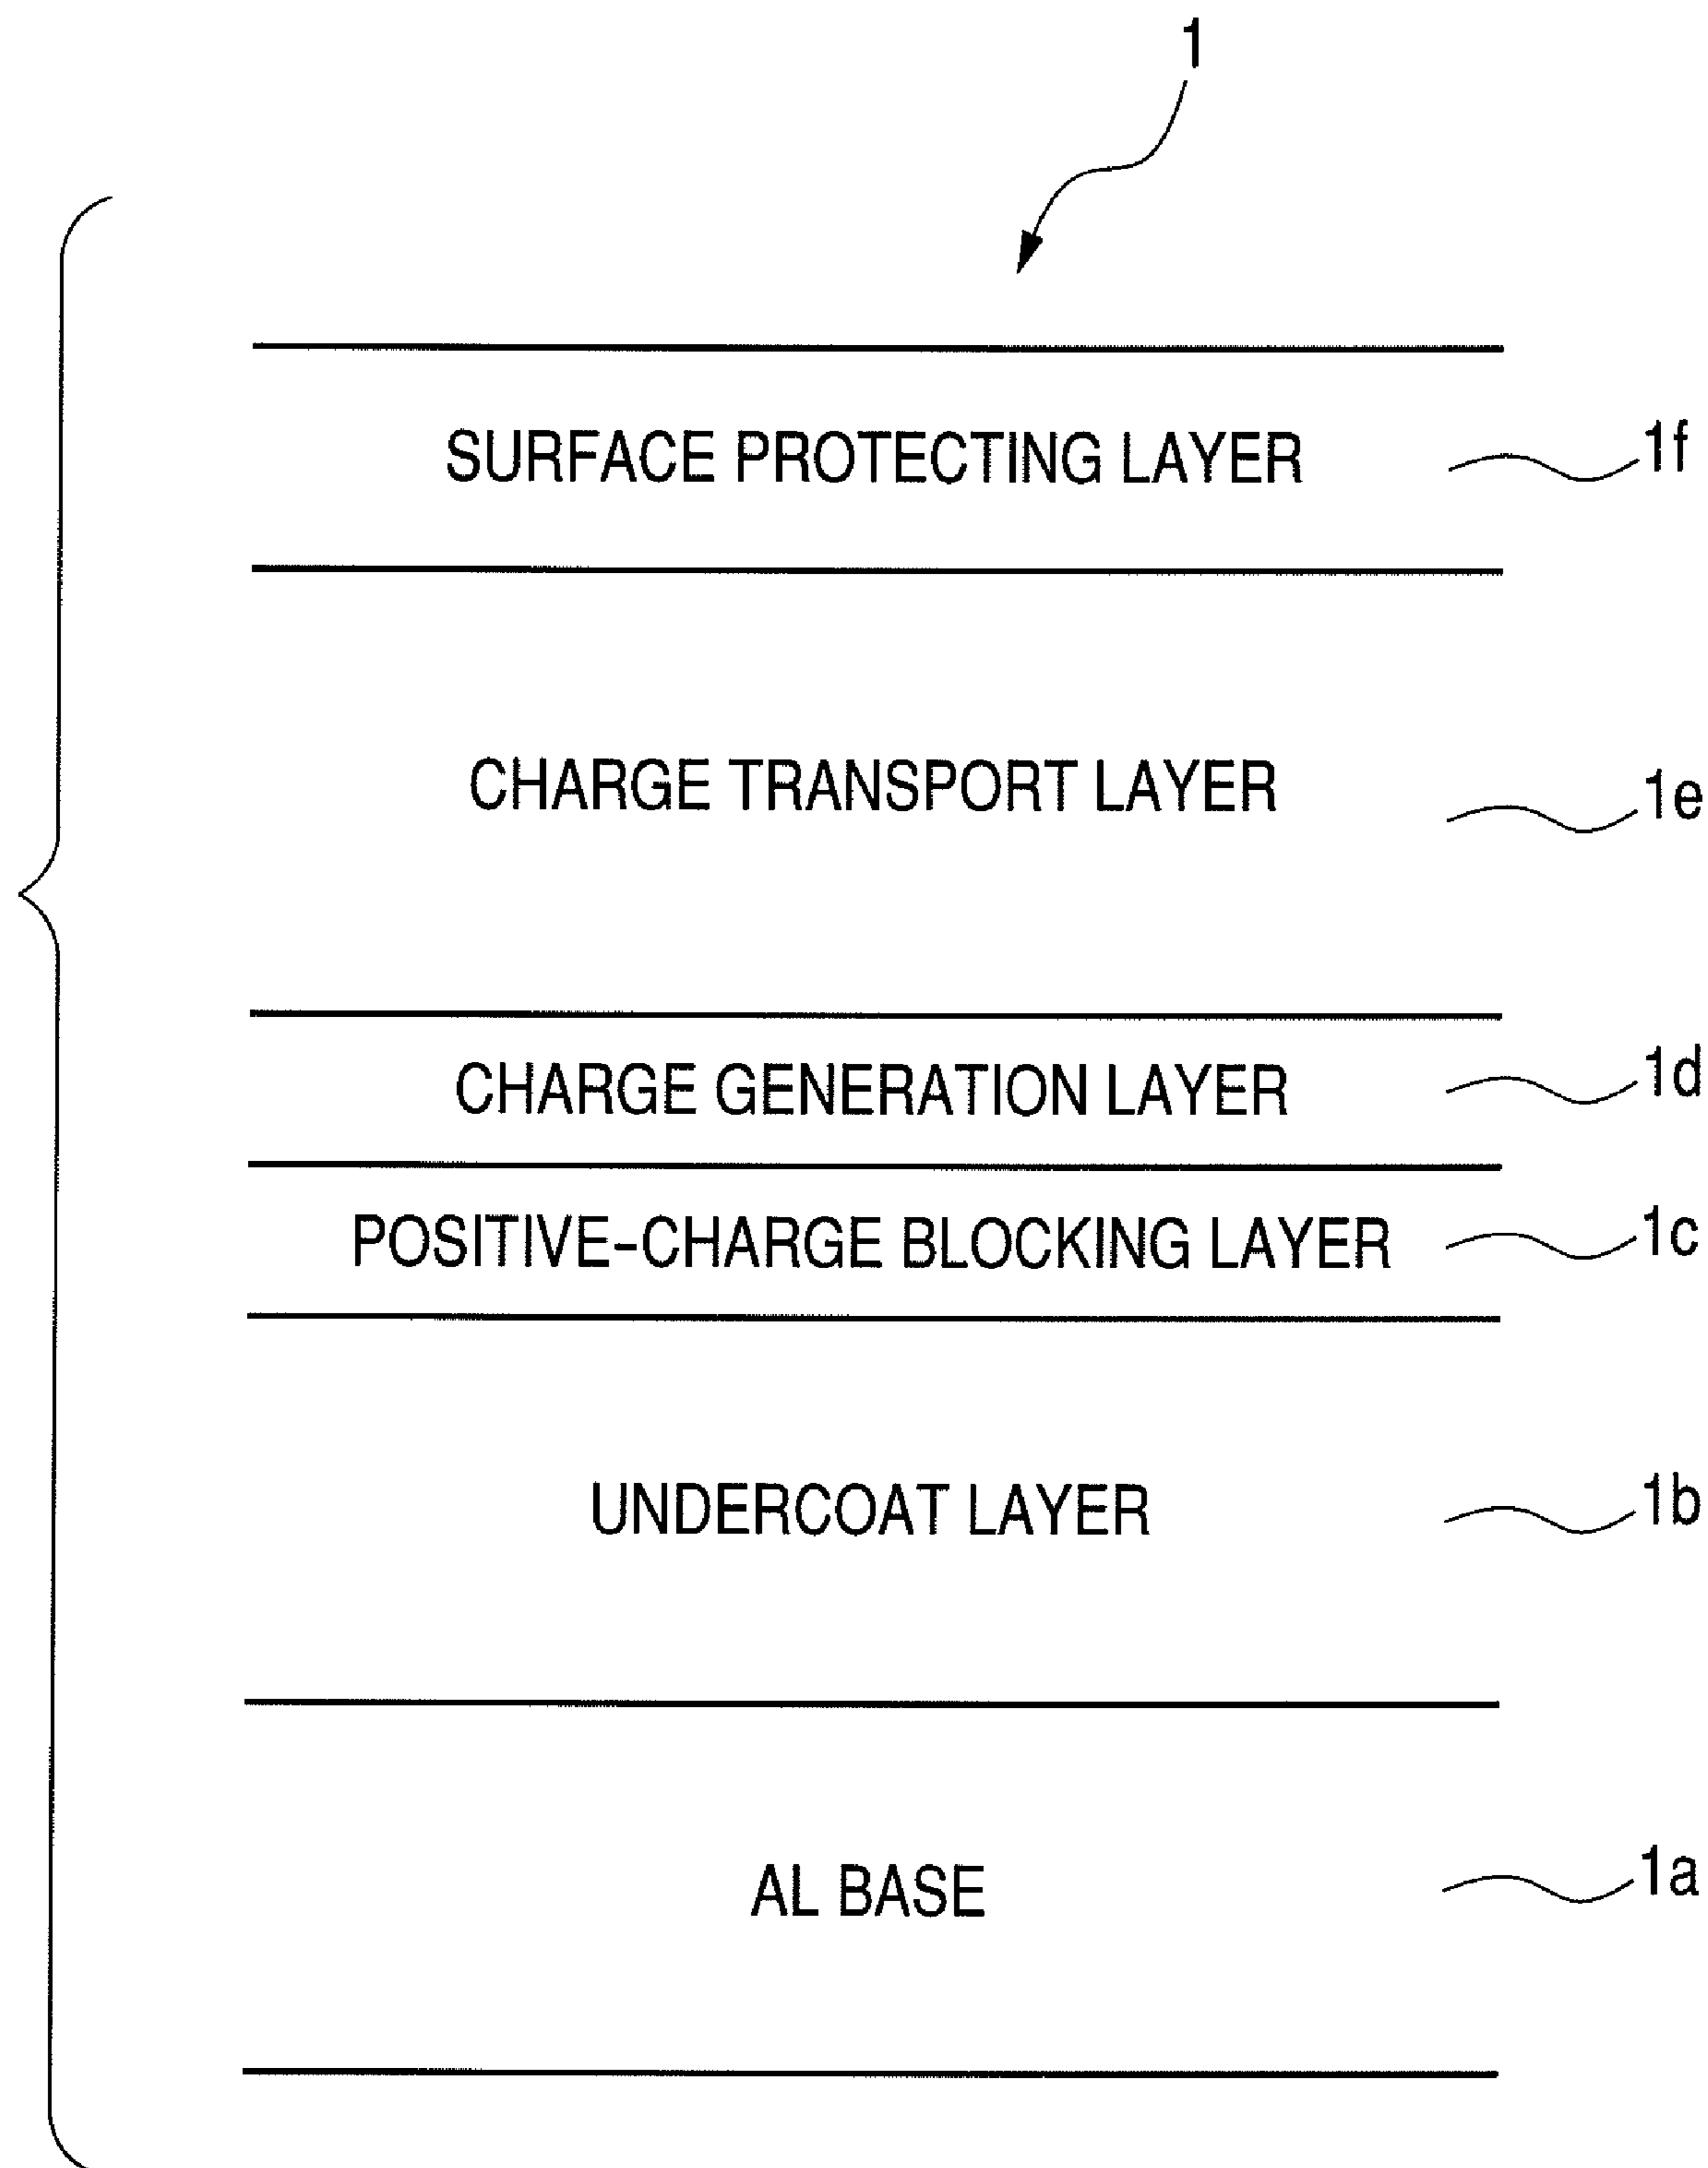 1
SURFACE PROTECTING LAYER 1f
CHARGE TRANSPORT LAYER 1e
CHARGE GENERATION LAYER 1d
POSITIVE-CHARGE BLOCKING LAYER 1c
UNDERCOAT LAYER 1b
AL BASE 1a